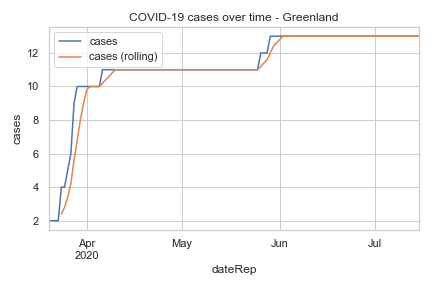 COVID-19 cases over time - Greenland
cases
cases (rolling)
cases
12
10
8
6
4
2
Apr
2020
May
Jun
Jul
dateRep